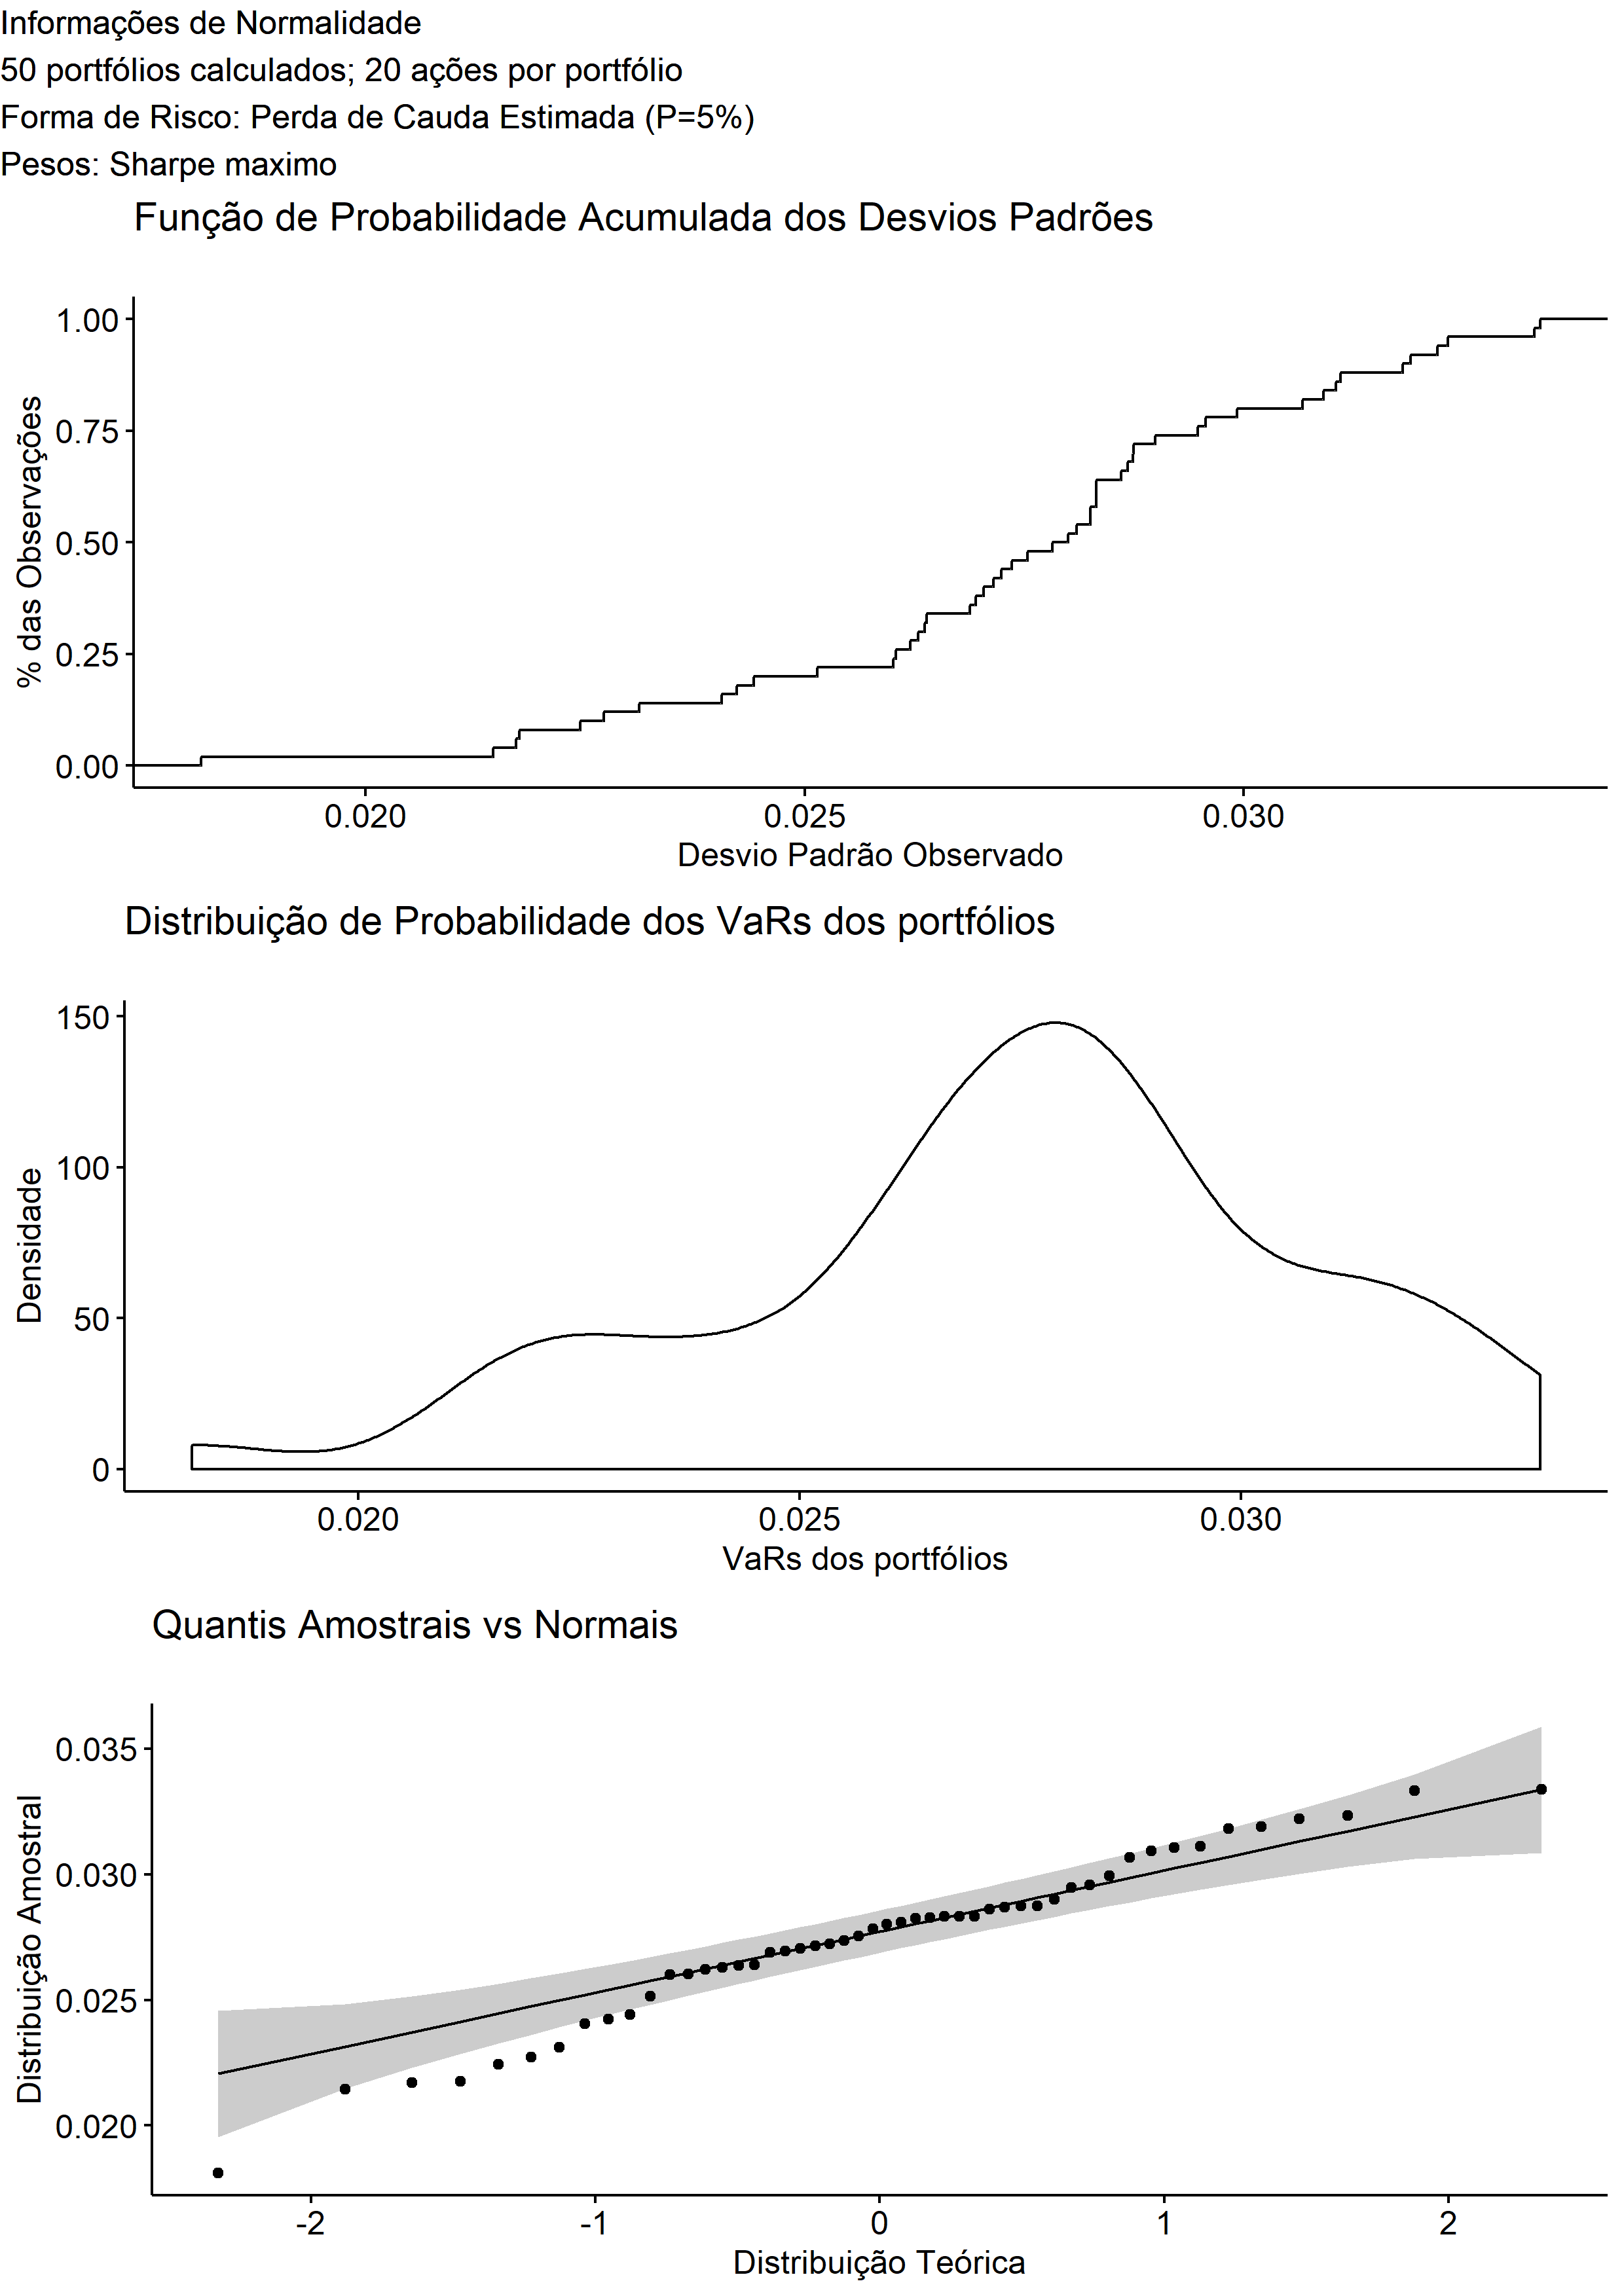 Informações de Normalidade
50 portfólios calculados; 20 ações por portfólio
Forma de Risco: Perda de Cauda Estimada (P=5%)
Pesos: Sharpe maximo
Função de Probabilidade Acumulada dos Desvios Padrões
1.00
0.75
0.50
0.25
0.00
% das Observações
0.020
0.025
0.030
Desvio Padrão Observado
Distribuição de Probabilidade dos VaRs dos portfólios
150
100
50
0
Densidade
0.020
0.025
0.030
VaRs dos portfólios
Quantis Amostrais vs Normais
0.035
0.030
0.025
0.020
Distribuição Amostral
-2
-1
0
1
2
Distribuição Teórica